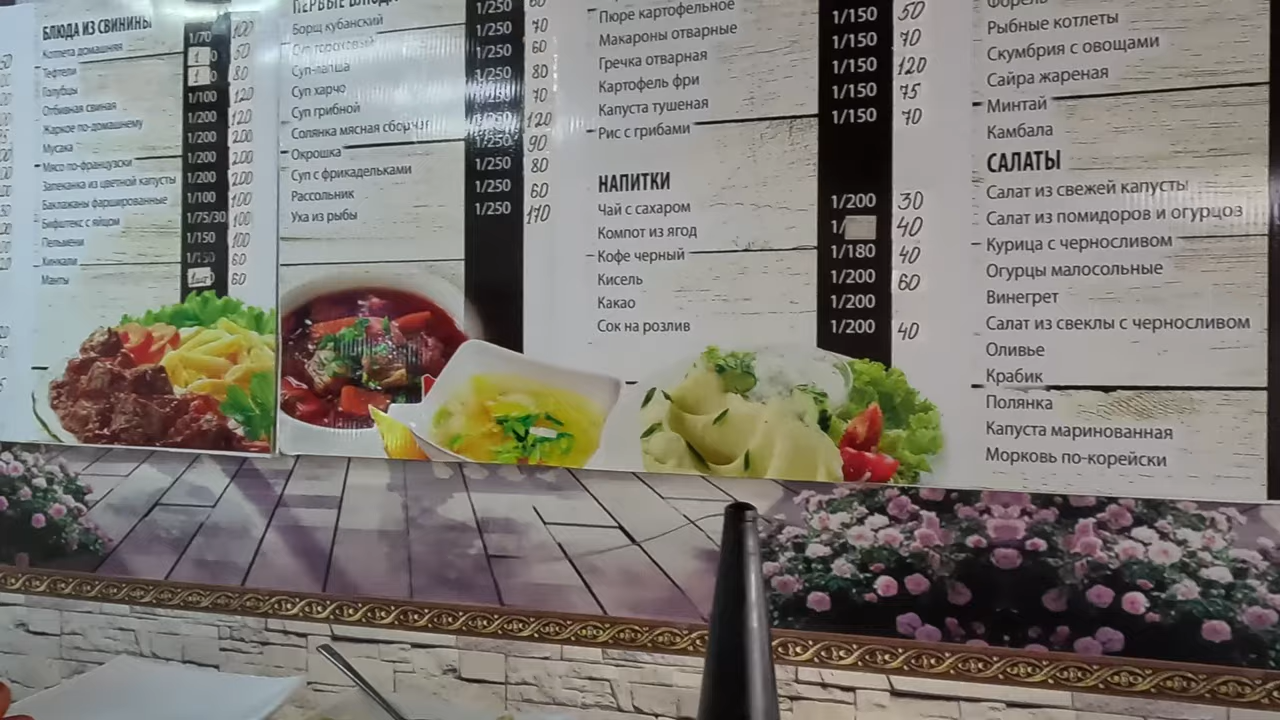 БЛЮДА ИЗ СВИНИНЫ
Котлета домашняя 1/70 100
Тефтели 1 50
Голубцы 1 80
Отбивная свиная 1/100 120
Жаркое по-домашнему 1/200 120
Мусака 1/200 200
Мясо по-французски 1/200 200
Запеканка из цветной капусты 1/200 200
Баклажаны фаршированные 1/100 100
Бифштекс с яйцом 1/75/30 100
Пельмени 1/150 100
Хинкали 1/150 60
Манты 1шт 60
ПЕРВЫЕ БЛЮДА
Борщ кубанский 1/250
Суп гороховый 1/250 70
Суп-лапша 1/250 60
Суп харчо 1/250 80
Суп грибной 1/250 70
Солянка мясная сборная 1/250 120
Окрошка 1/250 90
Суп с фрикадельками 1/250 80
Рассольник 1/250 60
Уха из рыбы 1/250 110
Пюре картофельное 1/150 50
Макароны отварные 1/150 70
Гречка отварная 1/150 120
Картофель фри 1/150 75
Капуста тушеная 1/150 70
Рис с грибами
НАПИТКИ
Чай с сахаром 1/200 30
Компот из ягод 1/ 40
Кофе черный 1/180 40
Кисель 1/200 60
Какао 1/200
Сок на розлив 1/200 40
Форель
Рыбные котлеты
Скумбрия с овощами
Сайра жареная
Минтай
Камбала
САЛАТЫ
Салат из свежей капусты
Салат из помидоров и огурцоз
Курица с черносливом
Огурцы малосольные
Винегрет
Салат из свеклы с черносливом
Оливье
Крабик
Полянка
Капуста маринованная
Морковь по-корейски